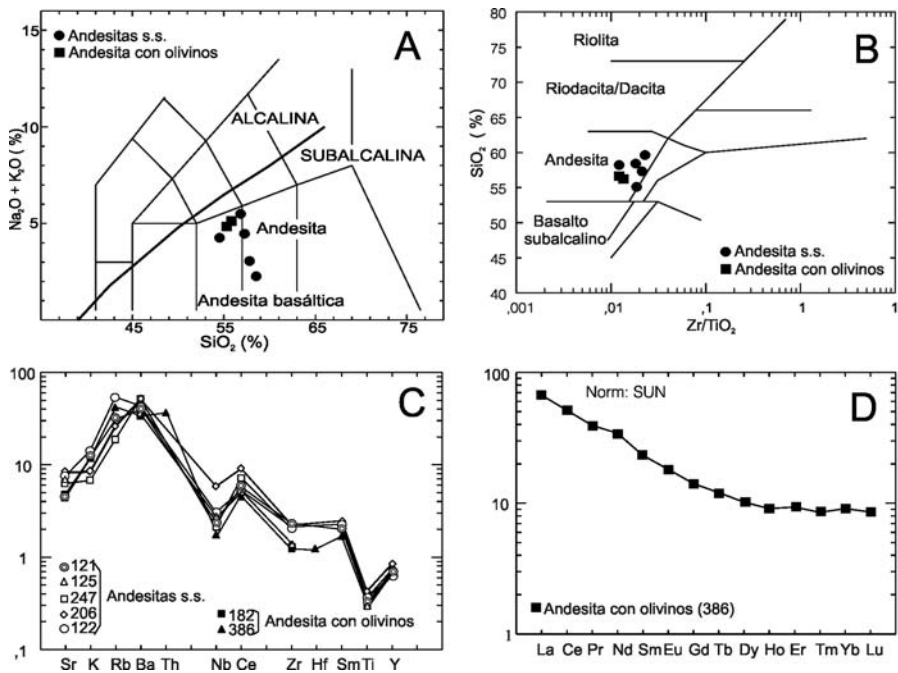 A
Andesitas s.s.
Andesita con olivinos
ALCALINA
SUBALCALINA
Andesita
Andesita basáltica
15
10
5
Na₂O + K₂O (%)
45 55 65 75
SiO₂ (%)
B
Riolita
Riodacita/Dacita
Andesita
Basalto
subalcalino
Andesita s.s.
Andesita con olivinos
80
75
70
65
60
55
50
45
40
SiO₂ (%)
,001 ,01 ,1 1 5
Zr/TiO₂
C
100
10
1
,1
121
125
247
206
122
Andesitas s.s.
182
386
Andesita con olivinos
Sr K Rb Ba Th Nb Ce Zr Hf Sm Ti Y
D
Norm: SUN
100
10
1
Andesita con olivinos (386)
La Ce Pr Nd Sm Eu Gd Tb Dy Ho Er Tm Yb Lu